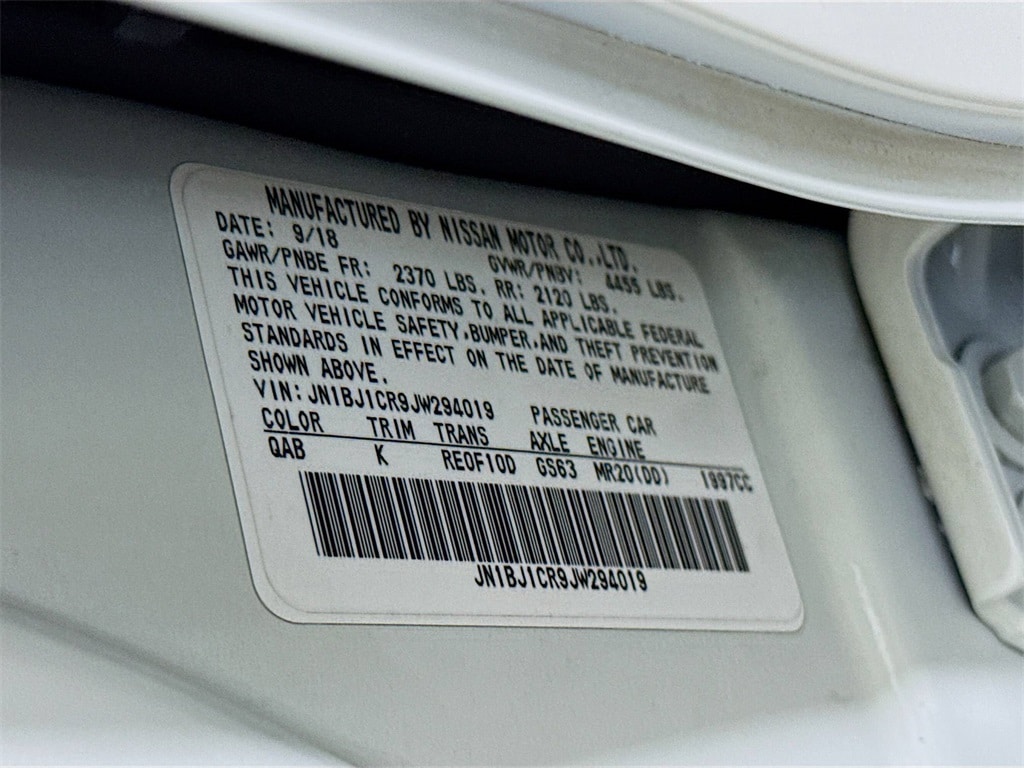 MANUFACTURED BY NISSAN MOTOR CO.,LTD.
DATE: 9/18 GVWR/PNBV: 4455 LBS.
GAWR/PNBE FR: 2370 LBS. RR: 2120 LBS.
THIS VEHICLE CONFORMS TO ALL APPLICABLE FEDERAL
MOTOR VEHICLE SAFETY,BUMPER,AND THEFT PREVENTION
STANDARDS IN EFFECT ON THE DATE OF MANUFACTURE
SHOWN ABOVE.
VIN:JN1BJ1CR9JW294019 PASSENGER CAR
COLOR TRIM TRANS AXLE ENGINE
QAB K RE0F10D GS63 MR20(DD) 1997CC
JN1BJ1CR9JW294019